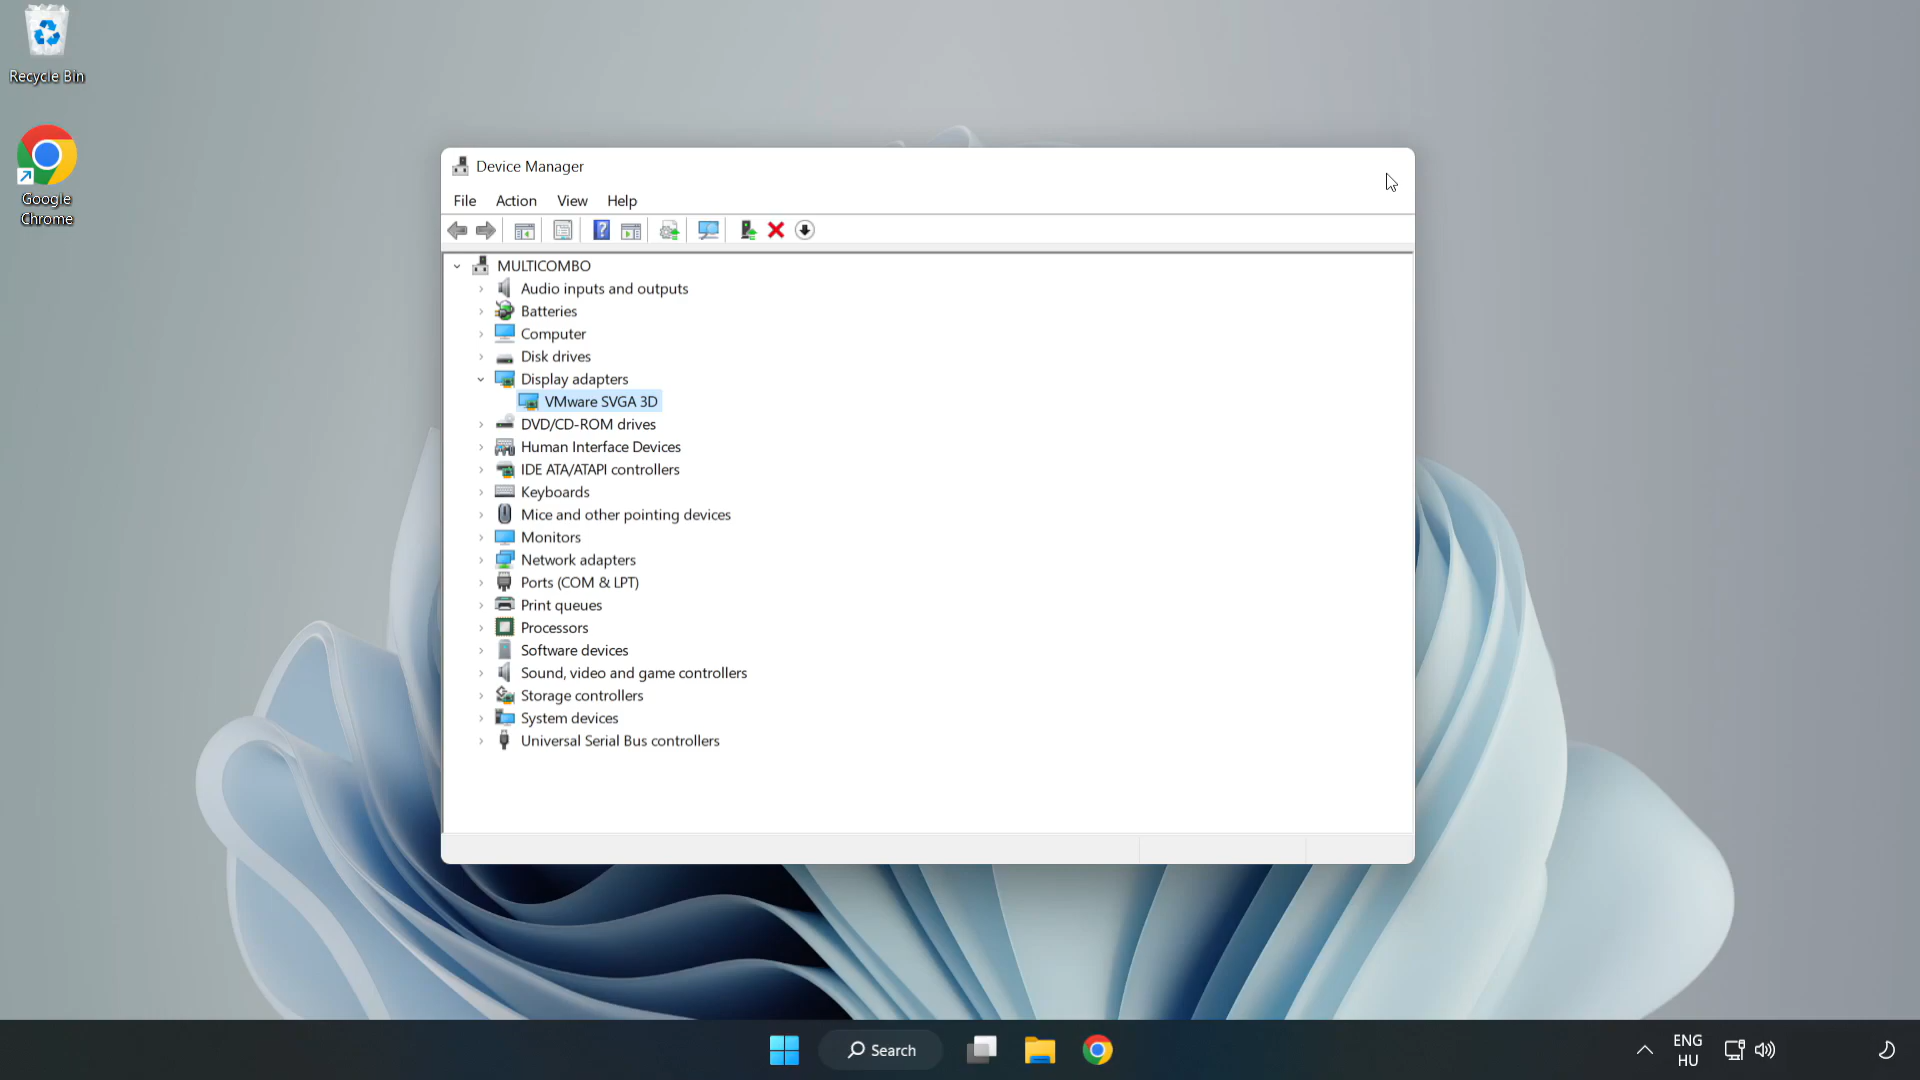 Recycle Bin
Google
Chrome
Device Manager
File Action View Help
MULTICOMBO
Audio inputs and outputs
Batteries
Computer
Disk drives
Display adapters
VMware SVGA 3D
DVD/CD-ROM drives
Human Interface Devices
IDE ATA/ATAPI controllers
Keyboards
Mice and other pointing devices
Monitors
Network adapters
Ports (COM & LPT)
Print queues
Processors
Software devices
Sound, video and game controllers
Storage controllers
System devices
Universal Serial Bus controllers
Search
ENG
HU